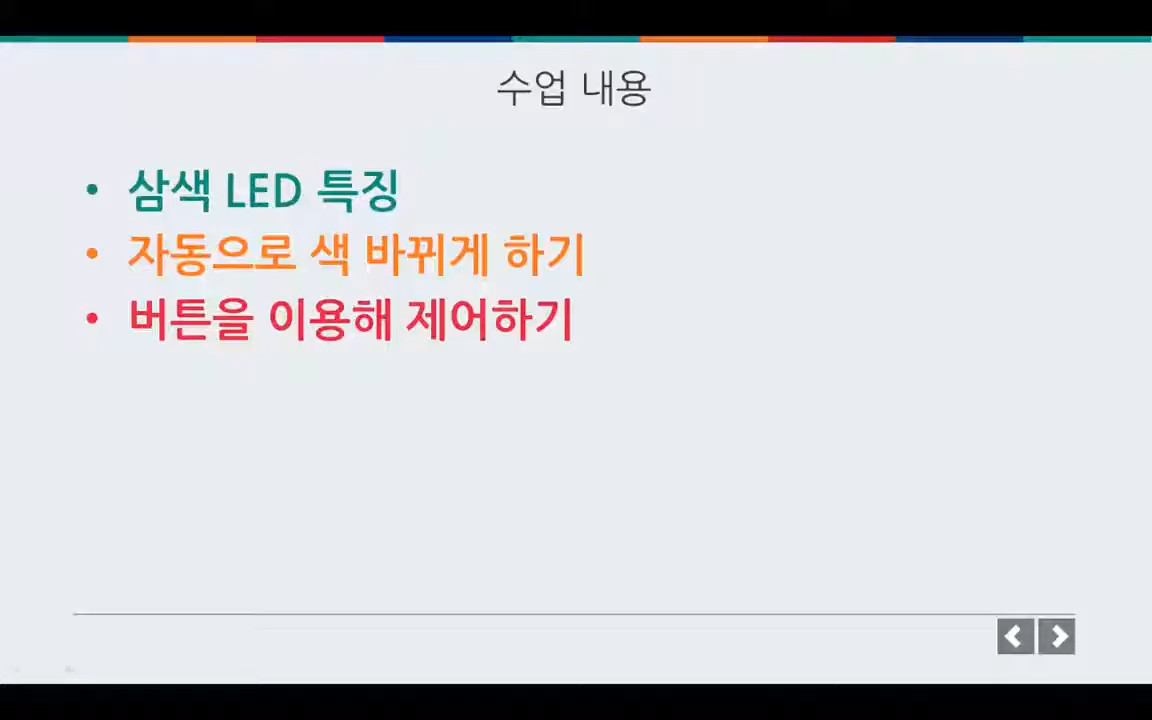 수업 내용
• 삼색 LED 특징
• 자동으로 색 바뀌게 하기
• 버튼을 이용해 제어하기